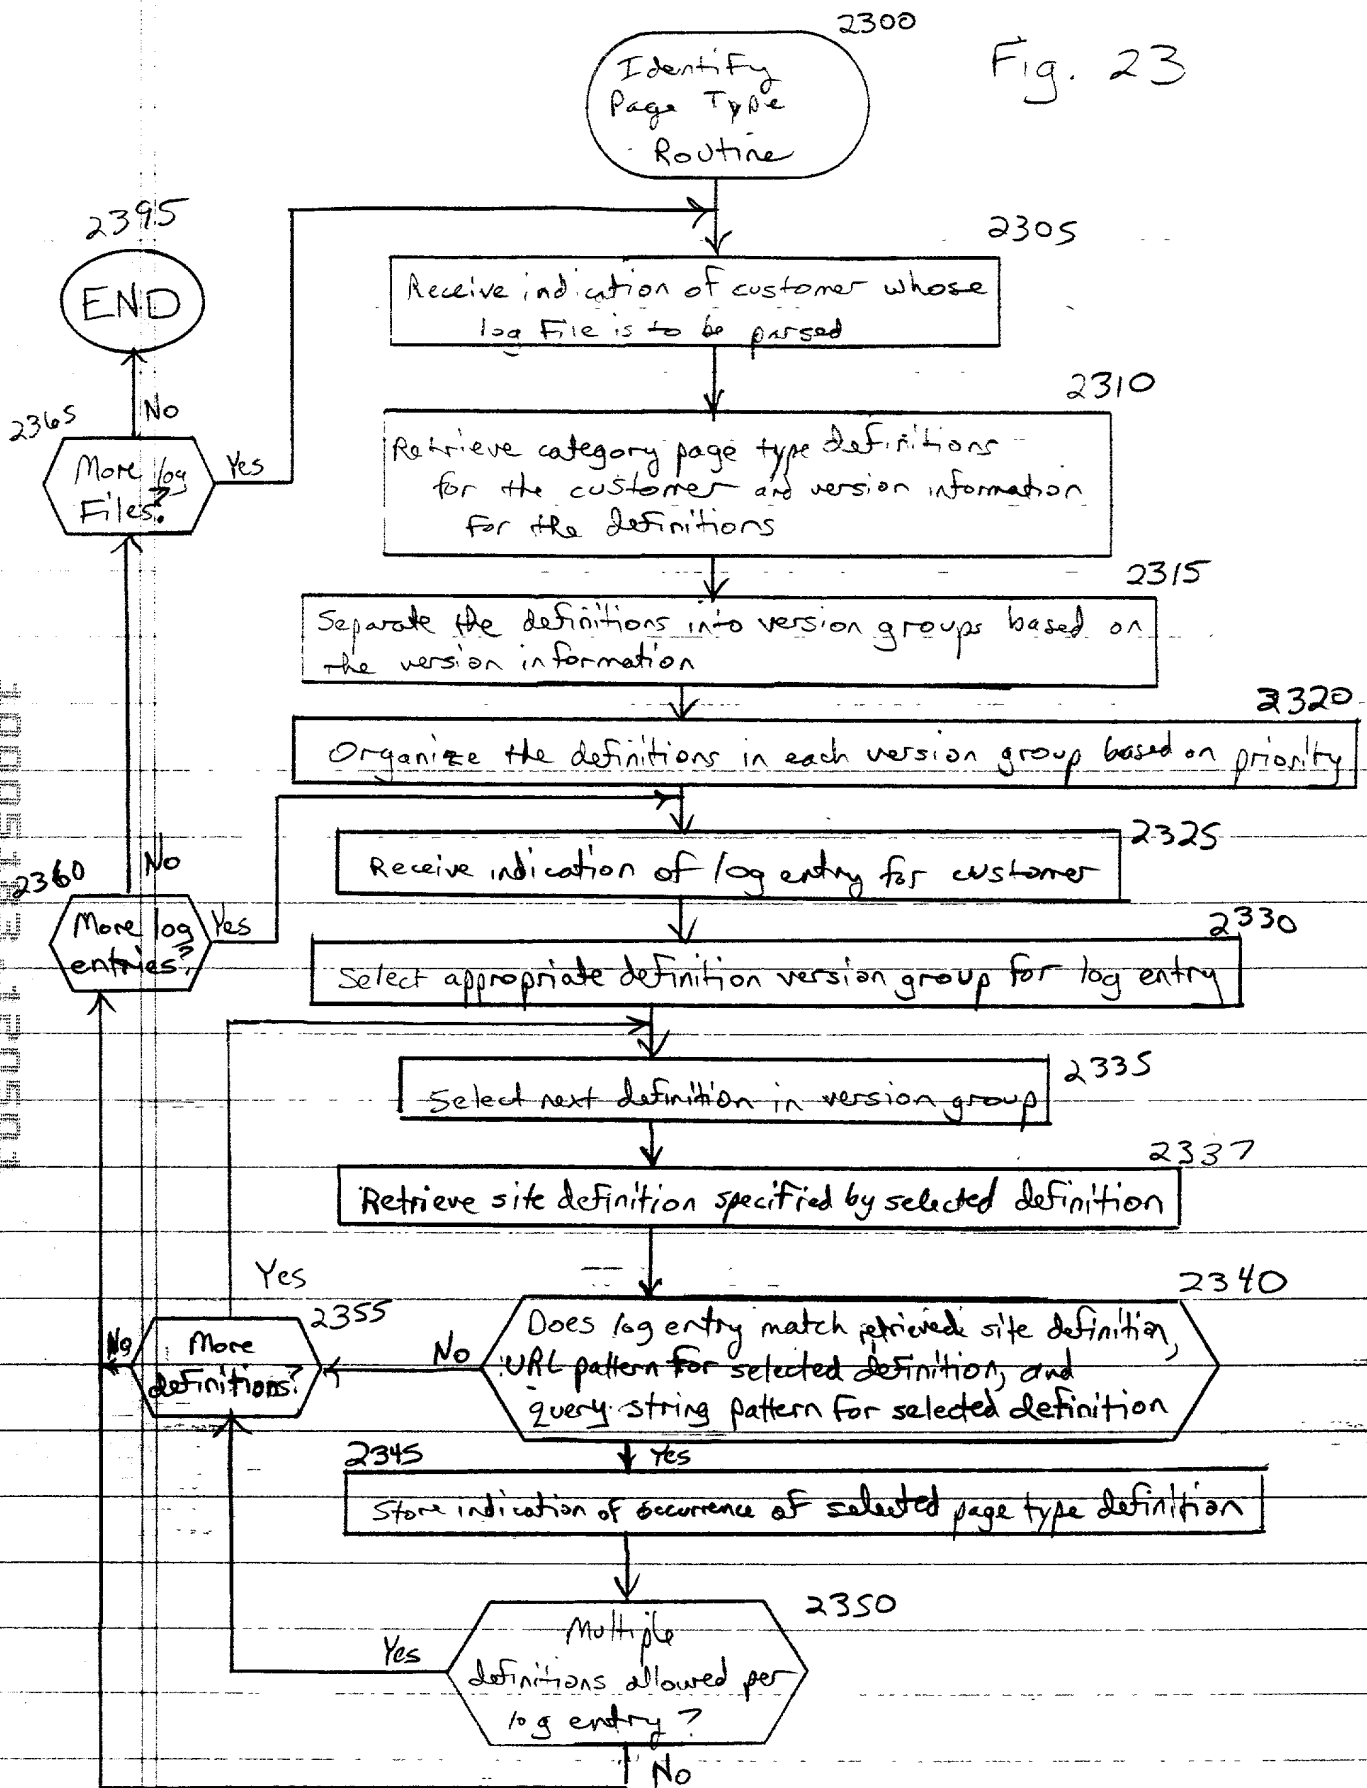 2300
Fig. 23
Identify
Page Type
Routine
2395
END
2305
Receive indication of customer whose
log File is to be parsed
2310
Retrieve category page type definitions
for the customer and version information
for the definitions
2365
No
More log
Files?
Yes
2315
Separate the definitions into version groups based on
the version information
2320
Organize the definitions in each version group based on priority
2325
Receive indication of log entry for customer
2360
No
More log
entries?
Yes
2330
Select appropriate definition version group for log entry
2335
Select next definition in version group
2337
Retrieve site definition specified by selected definition
Yes
2355
No
More
definitions?
No
2340
Does log entry match retrieved site definition,
URL pattern for selected definition, and
query string pattern for selected definition
Yes
2345
Store indication of occurrence of selected page type definition
2350
Multiple
definitions allowed per
log entry?
Yes
No